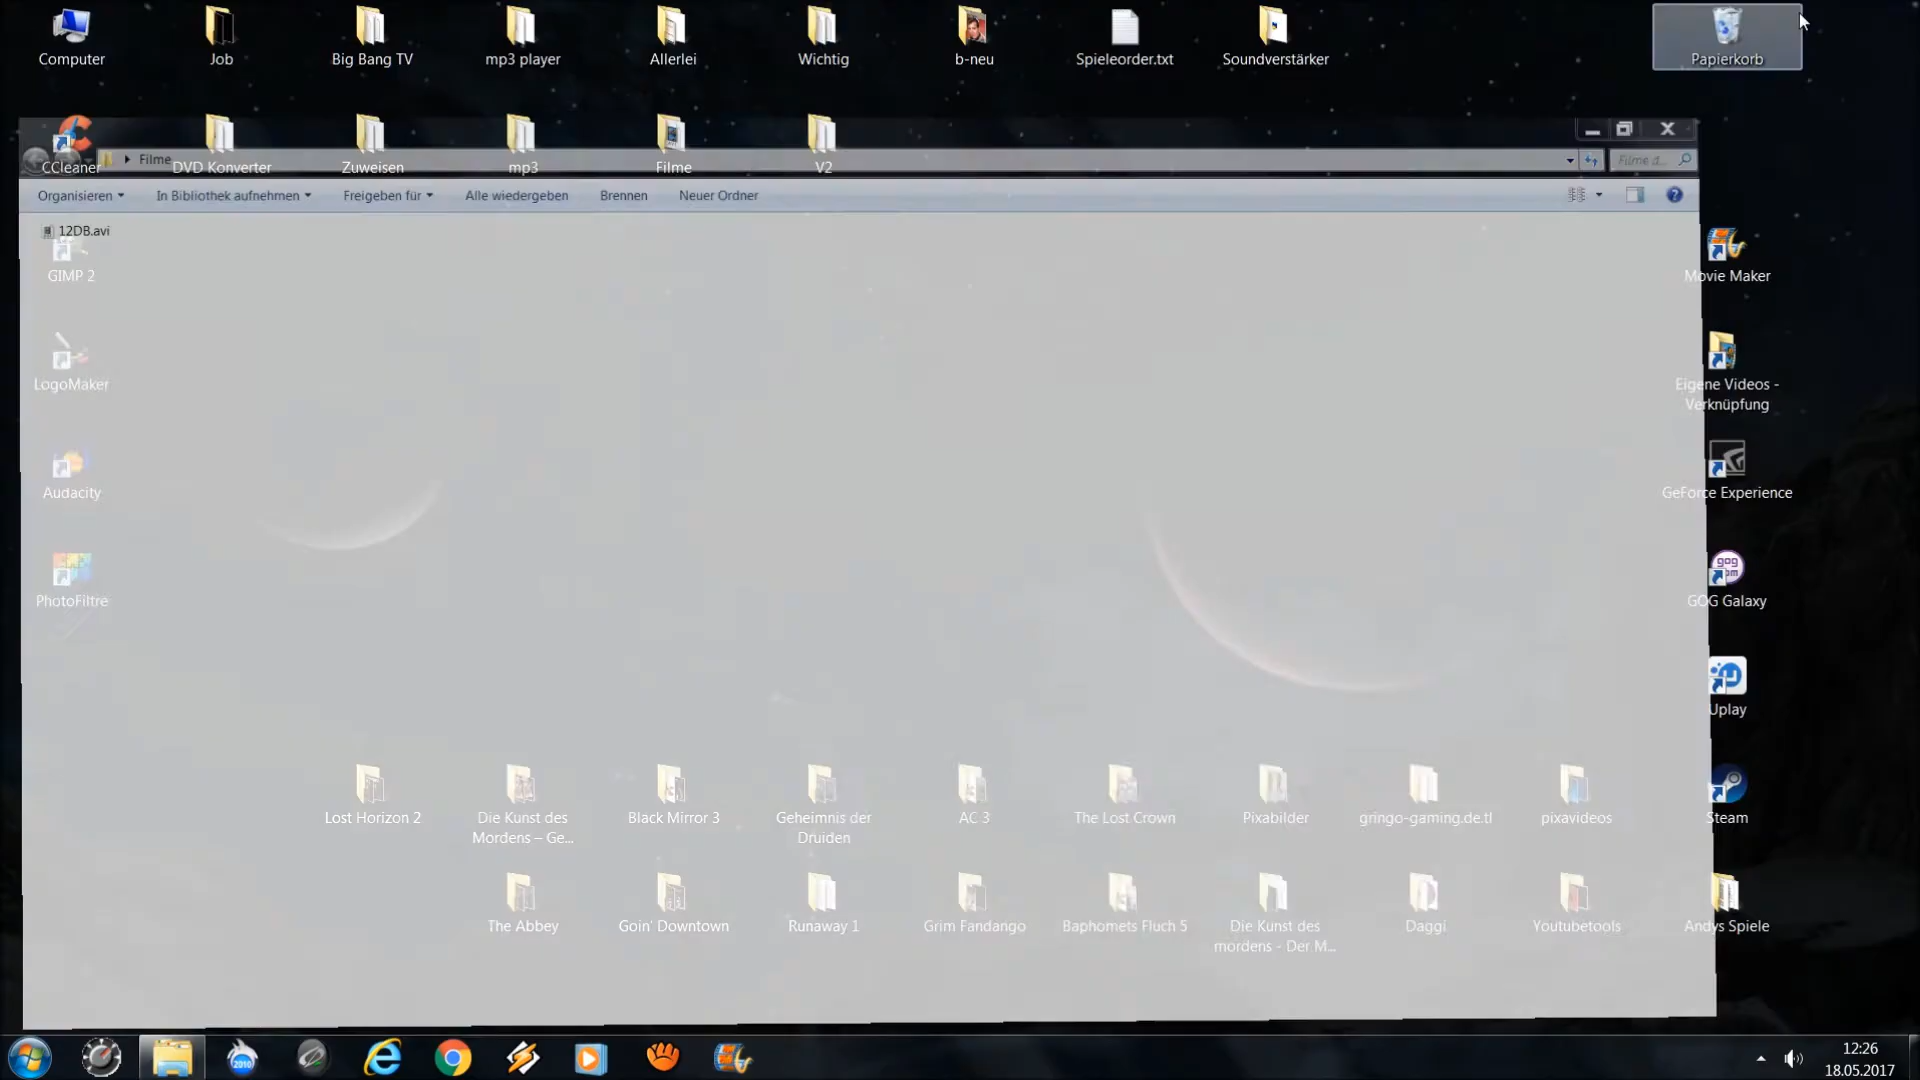 Computer
Job
Big Bang TV
mp3 player
Allerlei
Wichtig
b-neu
Spieleorder.txt
Soundverstärker
Papierkorb
CCleaner
DVD Konverter
Zuweisen
mp3
Filme
V2
Filme
Filme d...
Organisieren
In Bibliothek aufnehmen
Freigeben für
Alle wiedergeben
Brennen
Neuer Ordner
12DB.avi
GIMP 2
Movie Maker
LogoMaker
Eigene Videos -
Verknüpfung
Audacity
GeForce Experience
PhotoFiltre
gog
com
GOG Galaxy
Uplay
Lost Horizon 2
Die Kunst des
Mordens – Ge...
Black Mirror 3
Geheimnis der
Druiden
AC 3
The Lost Crown
Pixabilder
gringo-gaming.de.tl
pixavideos
Steam
The Abbey
Goin' Downtown
Runaway 1
Grim Fandango
Baphomets Fluch 5
Die Kunst des
mordens - Der M...
Daggi
Youtubetools
Andys Spiele
2010
12:26
18.05.2017